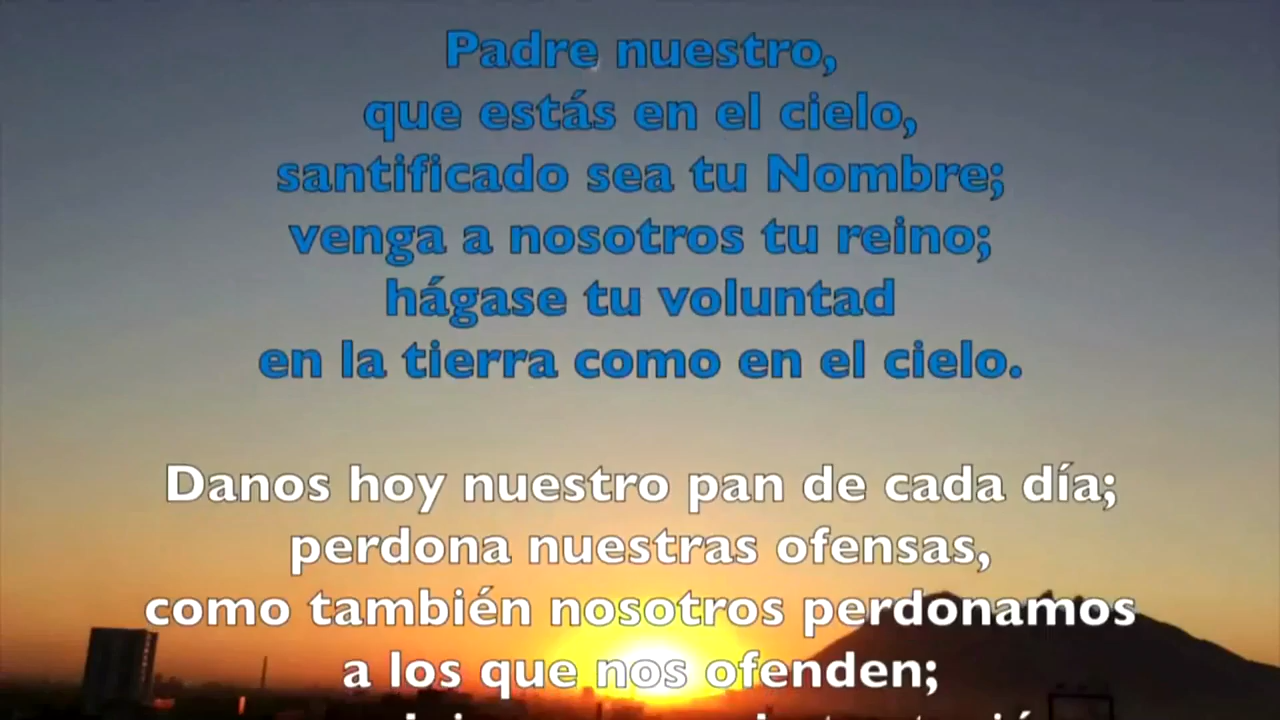 Padre nuestro,
que estás en el cielo,
santificado sea tu Nombre;
venga a nosotros tu reino;
hágase tu voluntad
en la tierra como en el cielo.
Danos hoy nuestro pan de cada día;
perdona nuestras ofensas,
como también nosotros perdonamos
a los que nos ofenden;